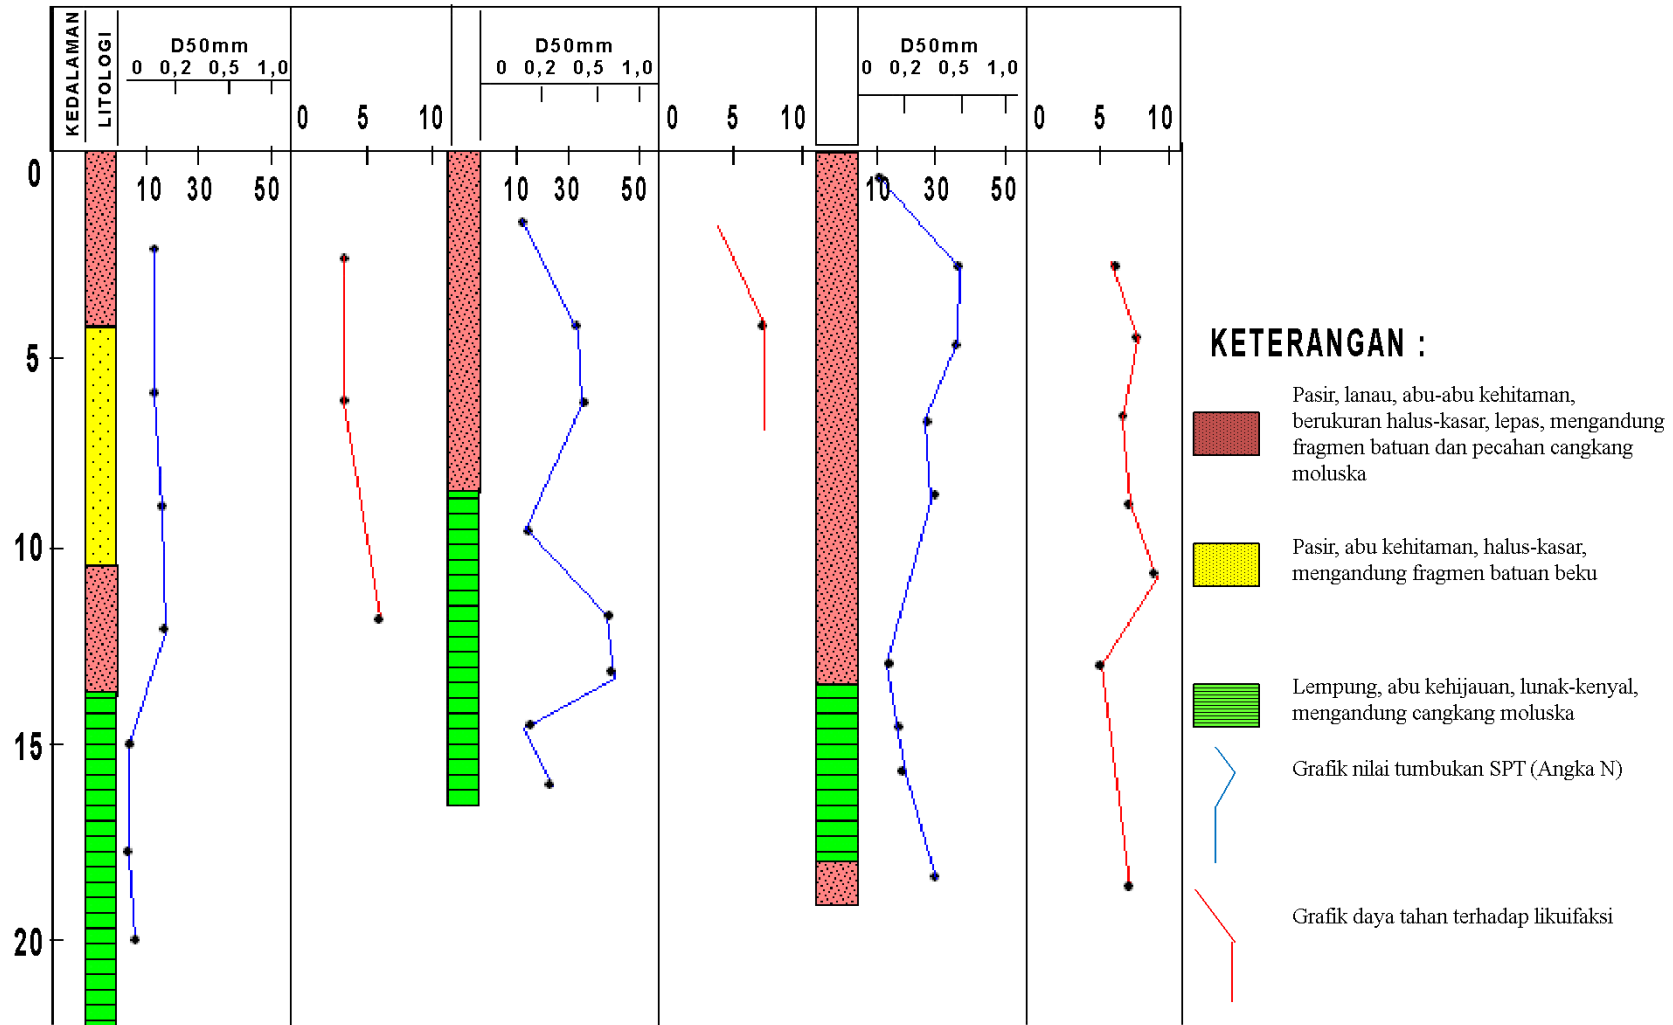 KEDALAMAN
LITOLOGI
D50mm
0 0,2 0,5 1,0
0 5 10
D50mm
0 0,2 0,5 1,0
0 5 10
D50mm
0 0,2 0,5 1,0
0 5 10
0
10 30 50
10 30 50
10 30 50
5
10
15
20
KETERANGAN :
Pasir, lanau, abu-abu kehitaman,
berukuran halus-kasar, lepas, mengandung
fragmen batuan dan pecahan cangkang
moluska
Pasir, abu kehitaman, halus-kasar,
mengandung fragmen batuan beku
Lempung, abu kehijauan, lunak-kenyal,
mengandung cangkang moluska
Grafik nilai tumbukan SPT (Angka N)
Grafik daya tahan terhadap likuifaksi